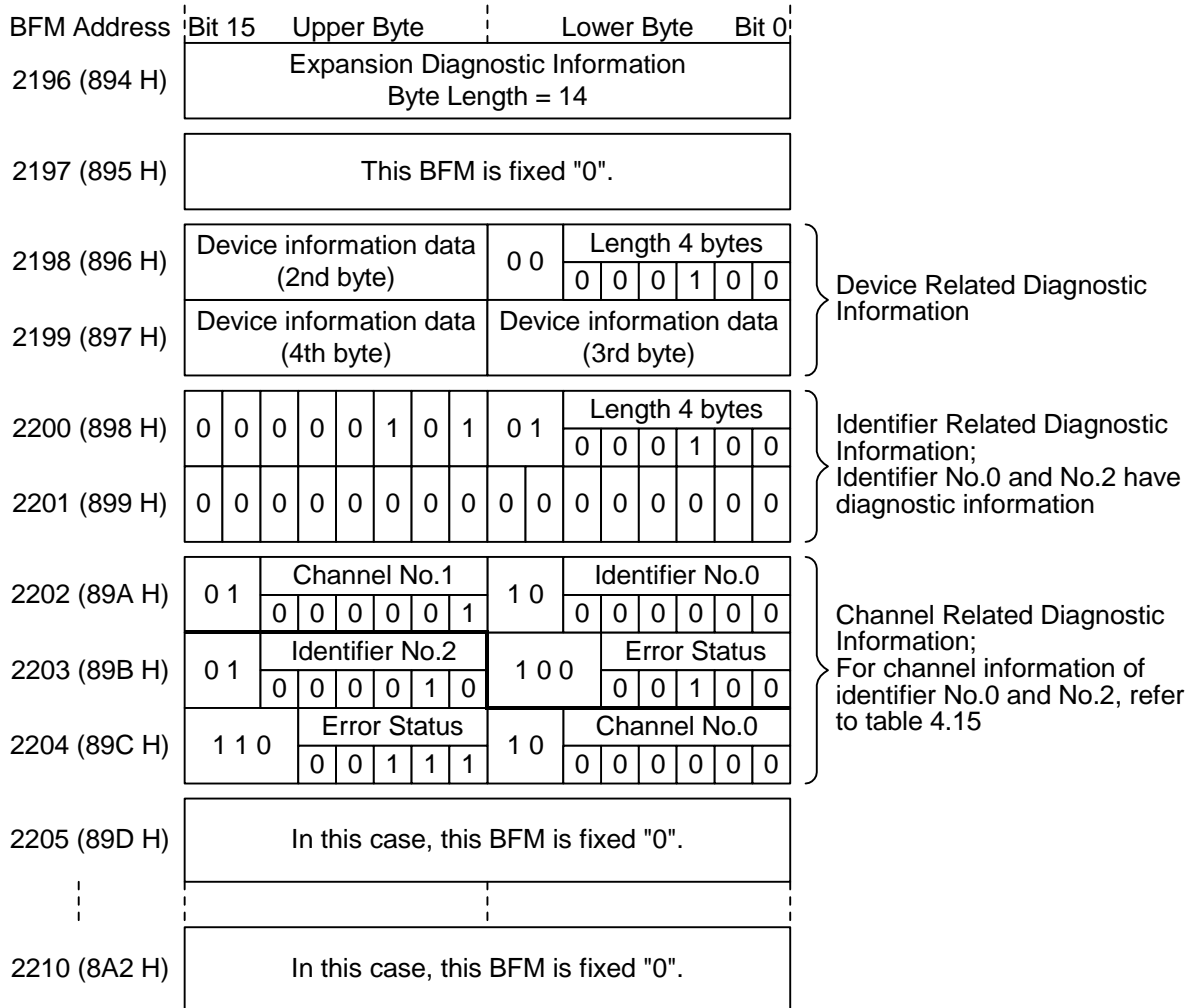 BFM Address Bit 15 Upper Byte Lower Byte Bit 0
2196 (894 H)
Expansion Diagnostic Information
Byte Length = 14
2197 (895 H)
This BFM is fixed "0".
2198 (896 H)
Device information data
(2nd byte)
0 0
Length 4 bytes
0 0 0 1 0 0
2199 (897 H)
Device information data
(4th byte)
Device information data
(3rd byte)
Device Related Diagnostic
Information
2200 (898 H)
0 0 0 0 0 1 0 1
0 1
Length 4 bytes
0 0 0 1 0 0
2201 (899 H)
0 0 0 0 0 0 0 0 0 0 0 0 0 0 0 0
Identifier Related Diagnostic
Information;
Identifier No.0 and No.2 have
diagnostic information
2202 (89A H)
0 1
Channel No.1
0 0 0 0 0 1
1 0
Identifier No.0
0 0 0 0 0 0
2203 (89B H)
0 1
Identifier No.2
0 0 0 0 1 0
1 0 0
Error Status
0 0 1 0 0
2204 (89C H)
1 1 0
Error Status
0 0 1 1 1
1 0
Channel No.0
0 0 0 0 0 0
Channel Related Diagnostic
Information;
For channel information of
identifier No.0 and No.2, refer
to table 4.15
2205 (89D H)
In this case, this BFM is fixed "0".
2210 (8A2 H)
In this case, this BFM is fixed "0".